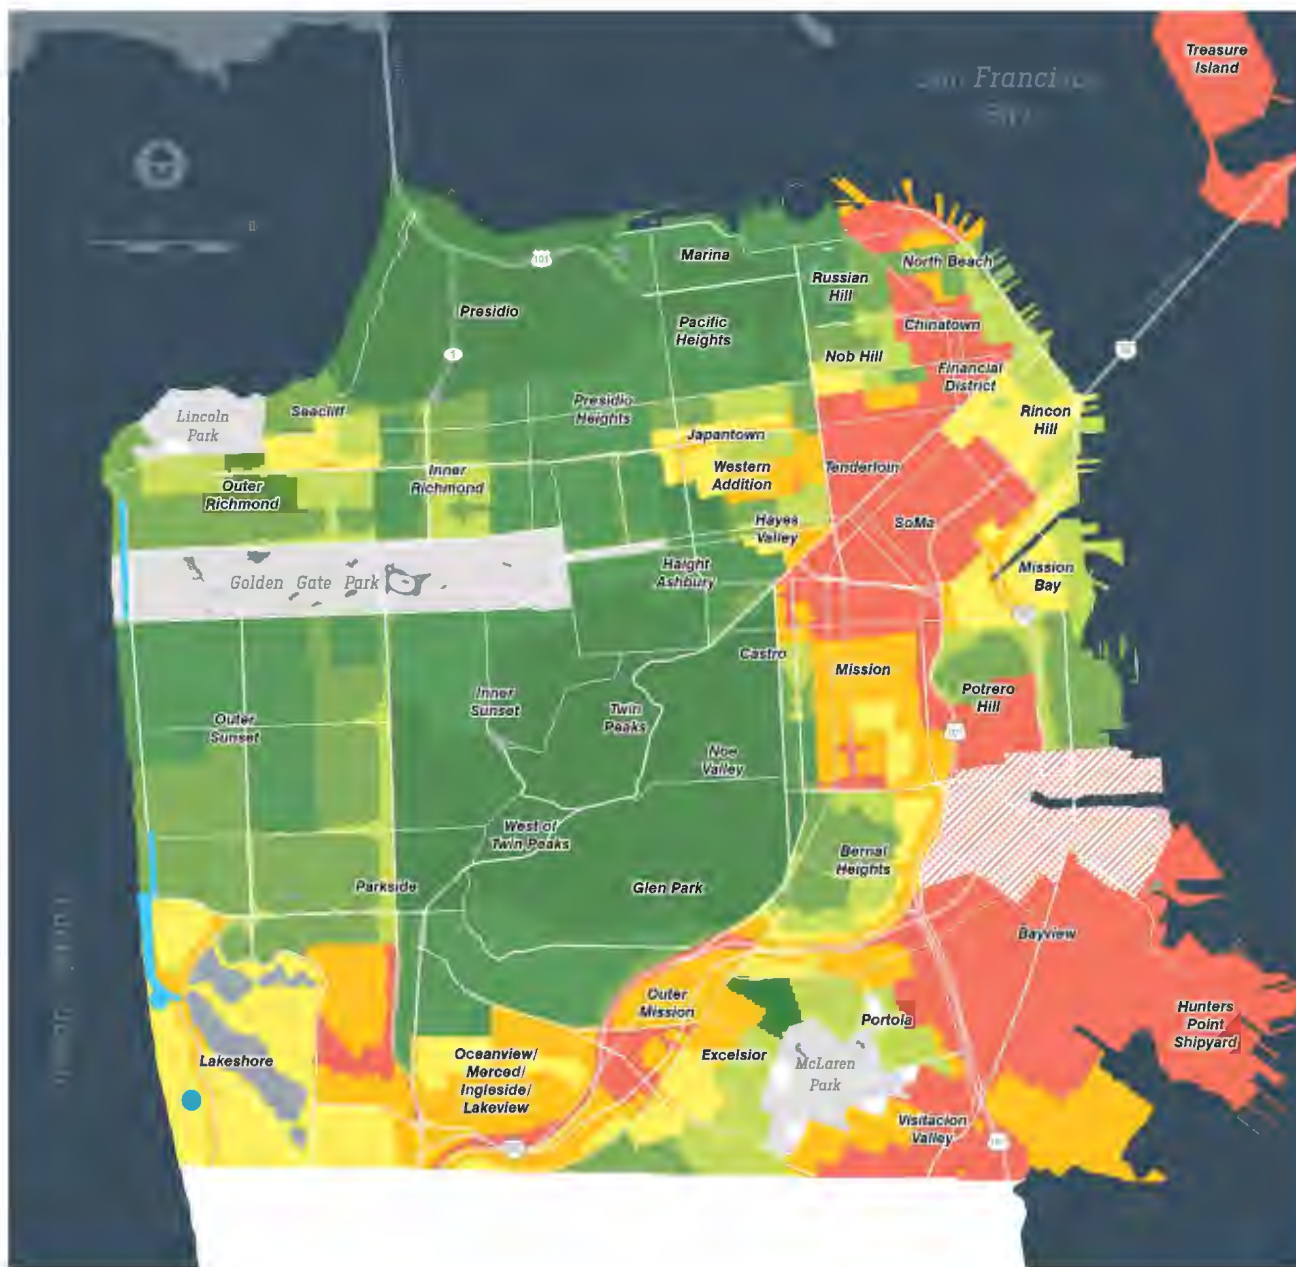 Treasure
Island
Francis
Marina
North Beach
Russian
Hill
101
Presidio
Pacific
Heights
Chinatown
1
Nob Hill
Financial
District
Seacliff
Presidio
Heights
Lincoln
Park
Rincon
Hill
Japantown
Inner
Richmond
Western
Addition
Tenderloin
Outer
Richmond
Hayes
Valley
SoMa
Golden Gate Park
Haight
Ashbury
Mission
Bay
Castro
Mission
Potrero
Hill
Inner
Sunset
Twin
Peaks
Outer
Sunset
Noe
Valley
West of
Twin Peaks
Bernal
Heights
Parkside
Glen Park
Bayview
Outer
Mission
Portola
Hunters
Point
Shipyard
Lakeshore
Oceanview/
Merced/
Ingleside/
Lakeview
Excelsior
McLaren
Park
Visitacion
Valley